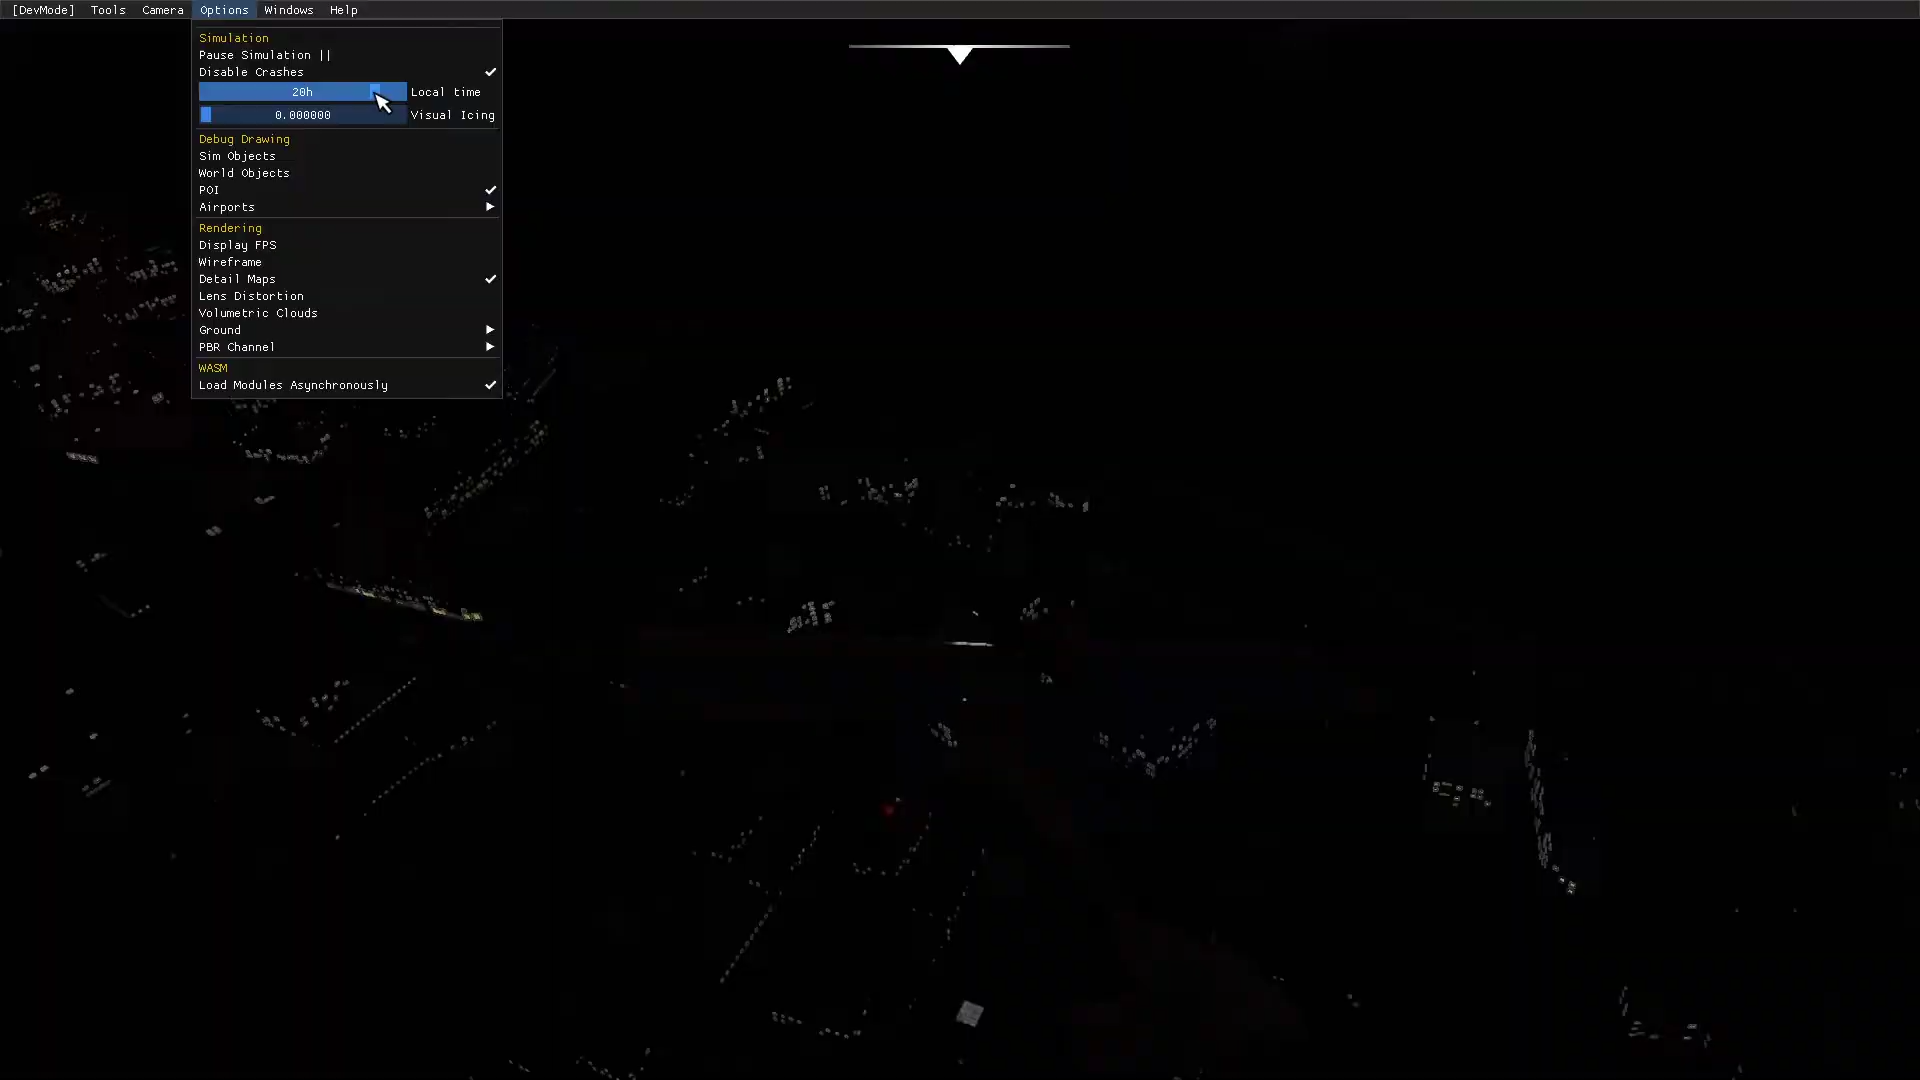 [DevMode] Tools Camera Options Windows Help
Simulation
Pause Simulation ||
Disable Crashes
20h Local time
0.000000 Visual Icing
Debug Drawing
Sim Objects
World Objects
POI
Airports
Rendering
Display FPS
Wireframe
Detail Maps
Lens Distortion
Volumetric Clouds
Ground
PBR Channel
WASM
Load Modules Asynchronously